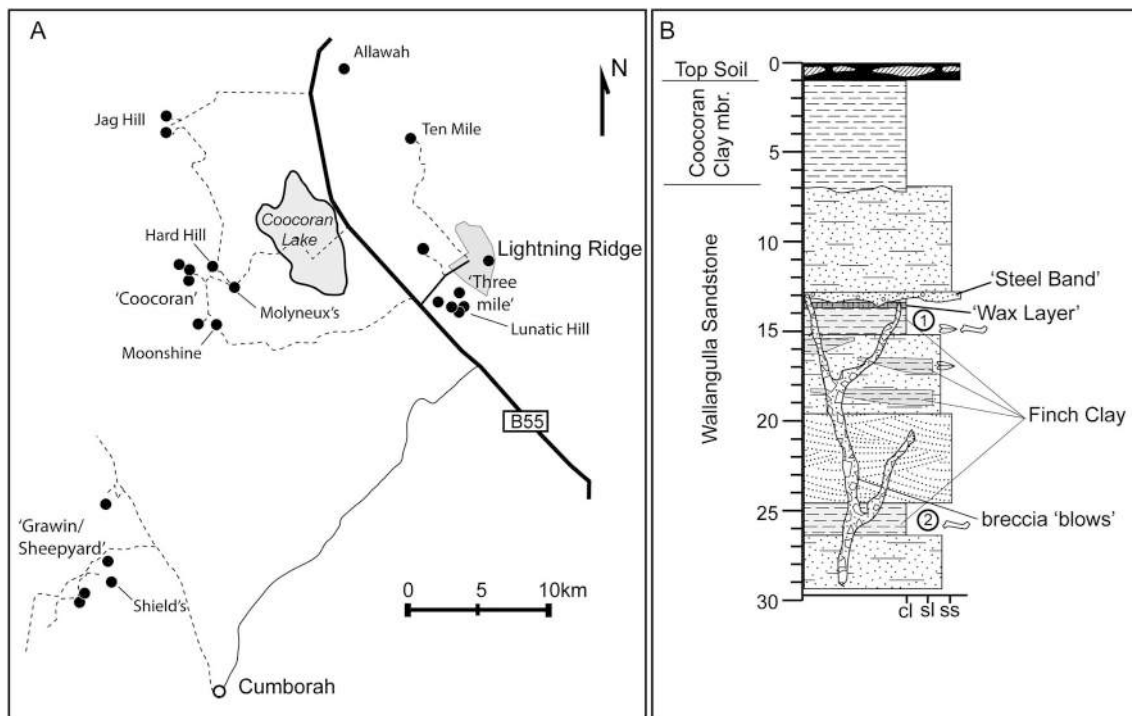 A
Allawah
N
Jag Hill
Ten Mile
Coocoran
Lake
Hard Hill
Lightning Ridge
'Three
mile'
'Coocoran'
Molyneux's
Lunatic Hill
Moonshine
B55
'Grawin/
Sheepyard'
Shield's
0 5 10km
Cumborah
B
0
Top Soil
Coocoran
Clay mbr.
5
10
Wallangulla Sandstone
'Steel Band'
'Wax Layer'
1
15
20
Finch Clay
25
2
breccia 'blows'
30
cl sl ss